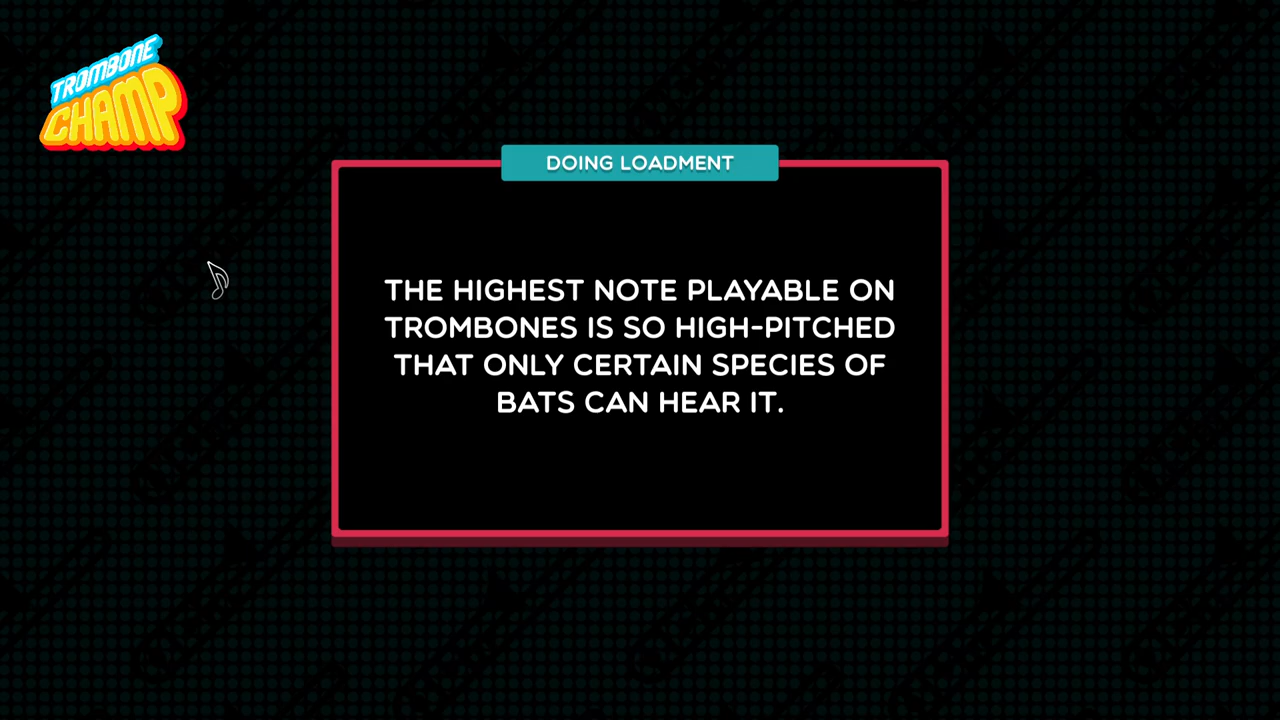 TROMBONE
CHAMP
DOING LOADMENT
THE HIGHEST NOTE PLAYABLE ON
TROMBONES IS SO HIGH-PITCHED
THAT ONLY CERTAIN SPECIES OF
BATS CAN HEAR IT.